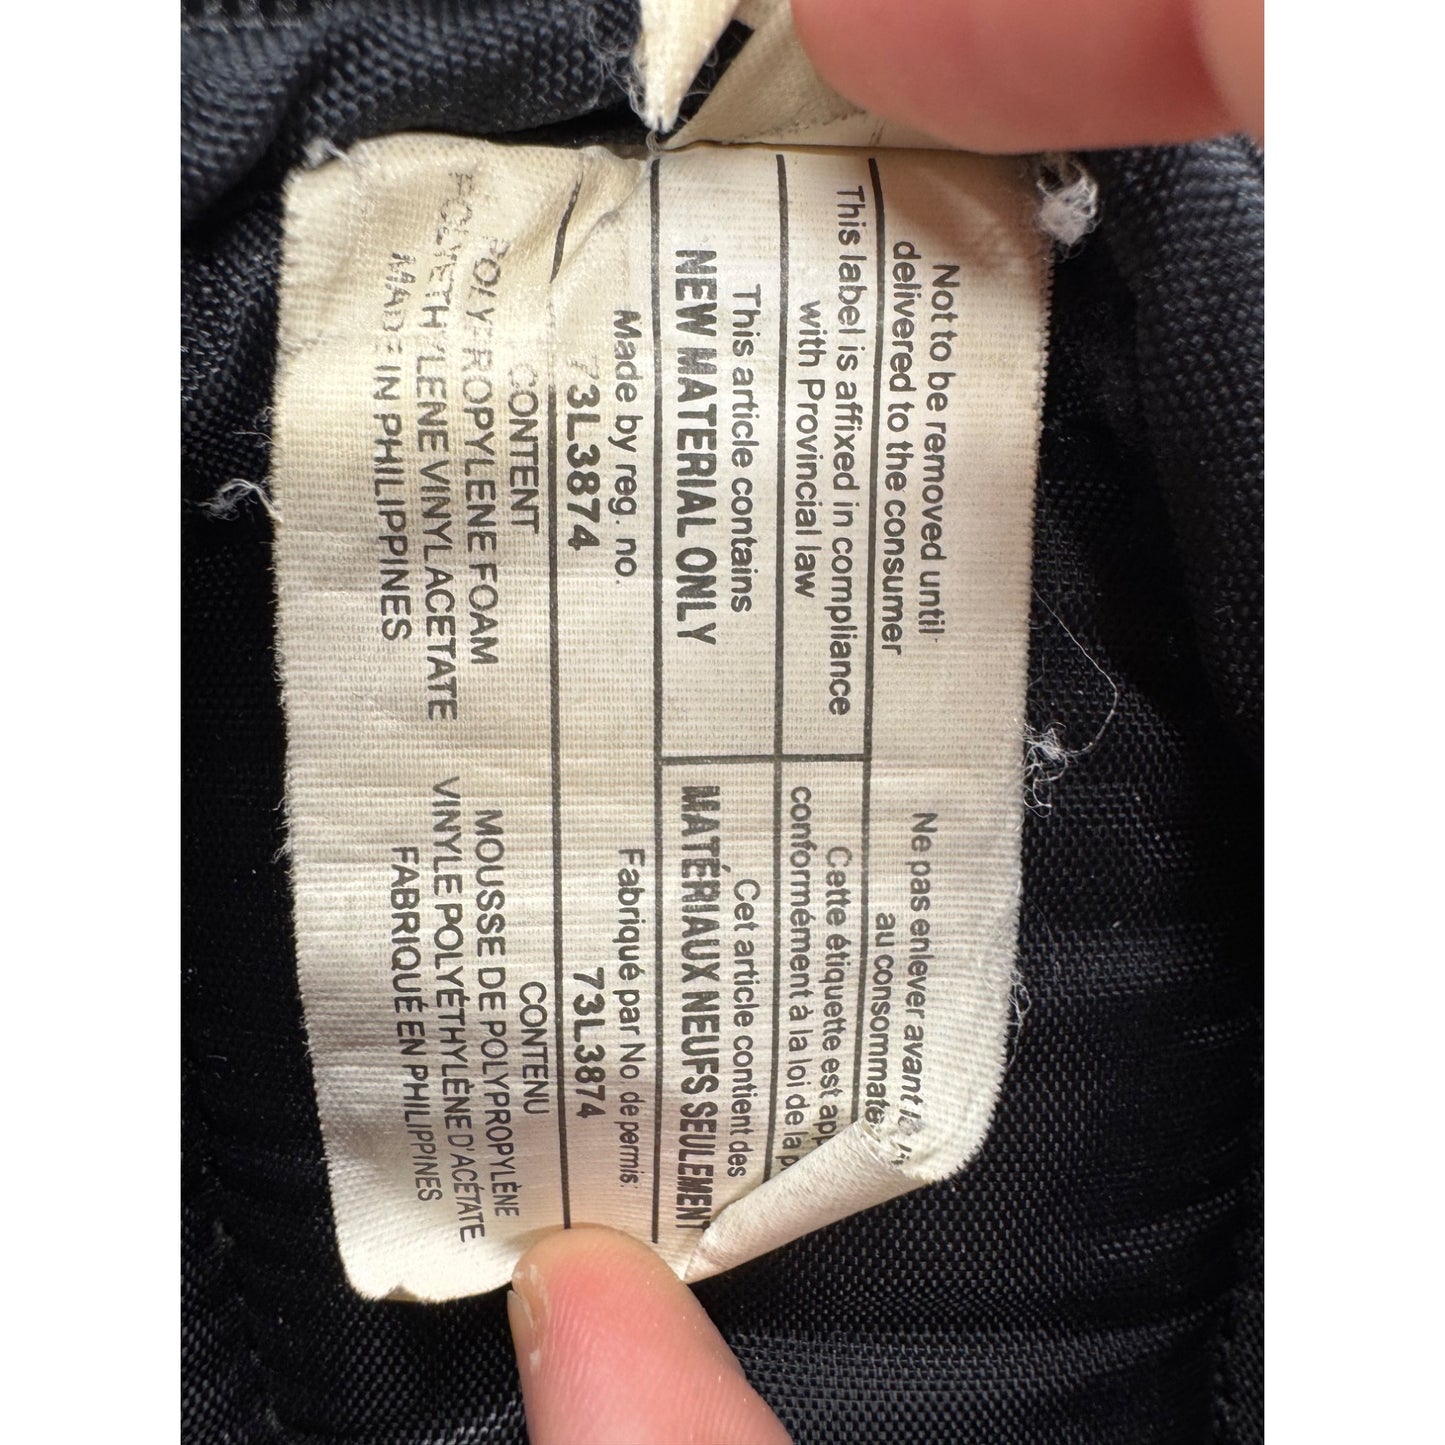 Not to be removed until
delivered to the consumer
This label is affixed in compliance
with Provincial law
This article contains
NEW MATERIAL ONLY
Made by reg. no.
73L3874
CONTENT
POLYPROPYLENE FOAM
POLYETHYLENE VINYLACETATE
MADE IN PHILIPPINES
Ne pas enlever avant
au consommate
Cette étiquette est app
conformément à la loi de la p
Cet article contient des
MATÉRIAUX NEUFS SEULEMENT
Fabriqué par No. de permis:
73L3874
CONTENU
MOUSSE DE POLYPROPYLÈNE
VINYLE POLYÉTHYLÈNE D'ACÉTATE
FABRIQUÉ EN PHILIPPINES